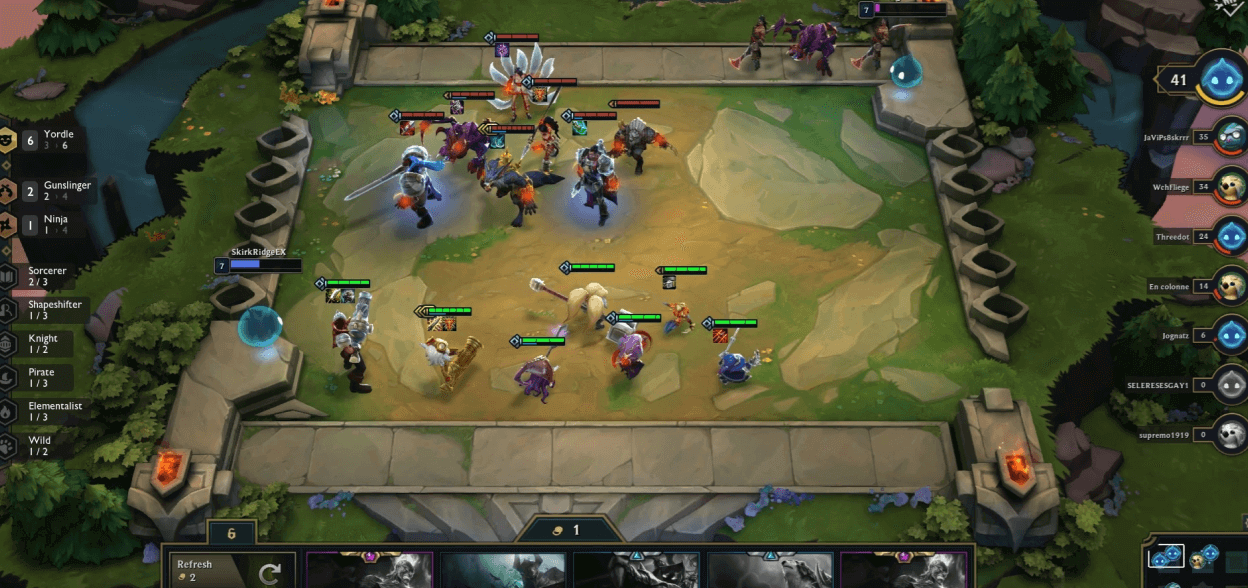 7
41
6
Yordle
3 › 6
JaViPs8skrrr 35
2
Gunslinger
2 › 4
Wchfliege 34
1
Ninja
1 › 4
Threedot 24
SkirkRidgeEX
7
Sorcerer
2 / 3
En colonne 14
Shapeshifter
1 / 3
Jognatz 6
Knight
1 / 2
Pirate
1 / 3
SELERESESGAY1 0
Elementalist
1 / 3
supremo1919 0
Wild
1 / 2
6
1
Refresh
2